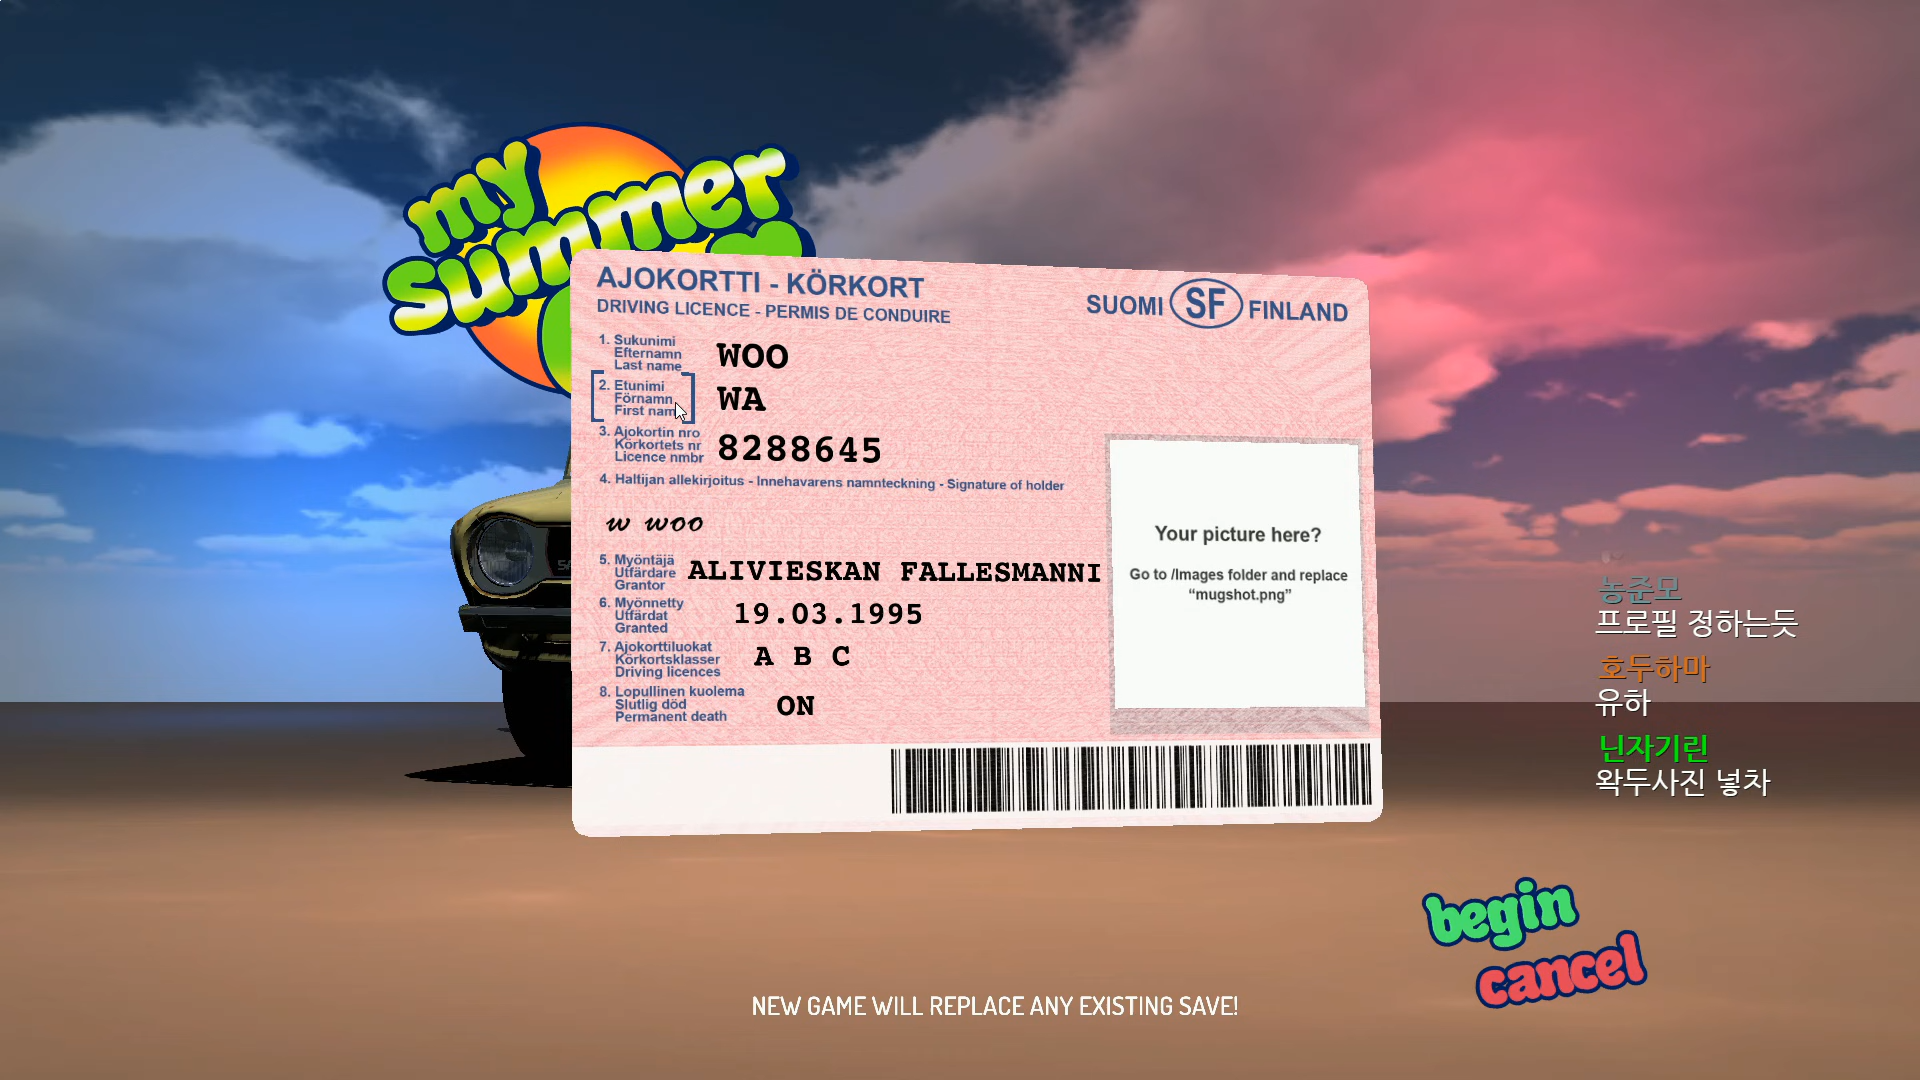 my
summer
AJOKORTTI - KÖRKORT
DRIVING LICENCE - PERMIS DE CONDUIRE
SUOMI SF FINLAND
1. Sukunimi
Efternamn
Last name
WOO
2. Etunimi
Förnamn
First nam
WA
3. Ajokortin nro
Körkortets nr
Licence nmbr
8288645
4. Haltijan allekirjoitus - Innehavarens namnteckning - Signature of holder
w woo
5. Myöntäjä
Utfärdare
Grantor
ALIVIESKAN FALLESMANNI
6. Myönnetty
Utfärdat
Granted
19.03.1995
7. Ajokorttiluokat
Körkortsklasser
Driving licences
A B C
8. Lopullinen kuolema
Slutlig död
Permanent death
ON
Your picture here?
Go to /Images folder and replace
“mugshot.png”
농준모
프로필 정하는듯
호두하마
유하
닌자기린
왁두사진 넣차
begin
cancel
NEW GAME WILL REPLACE ANY EXISTING SAVE!